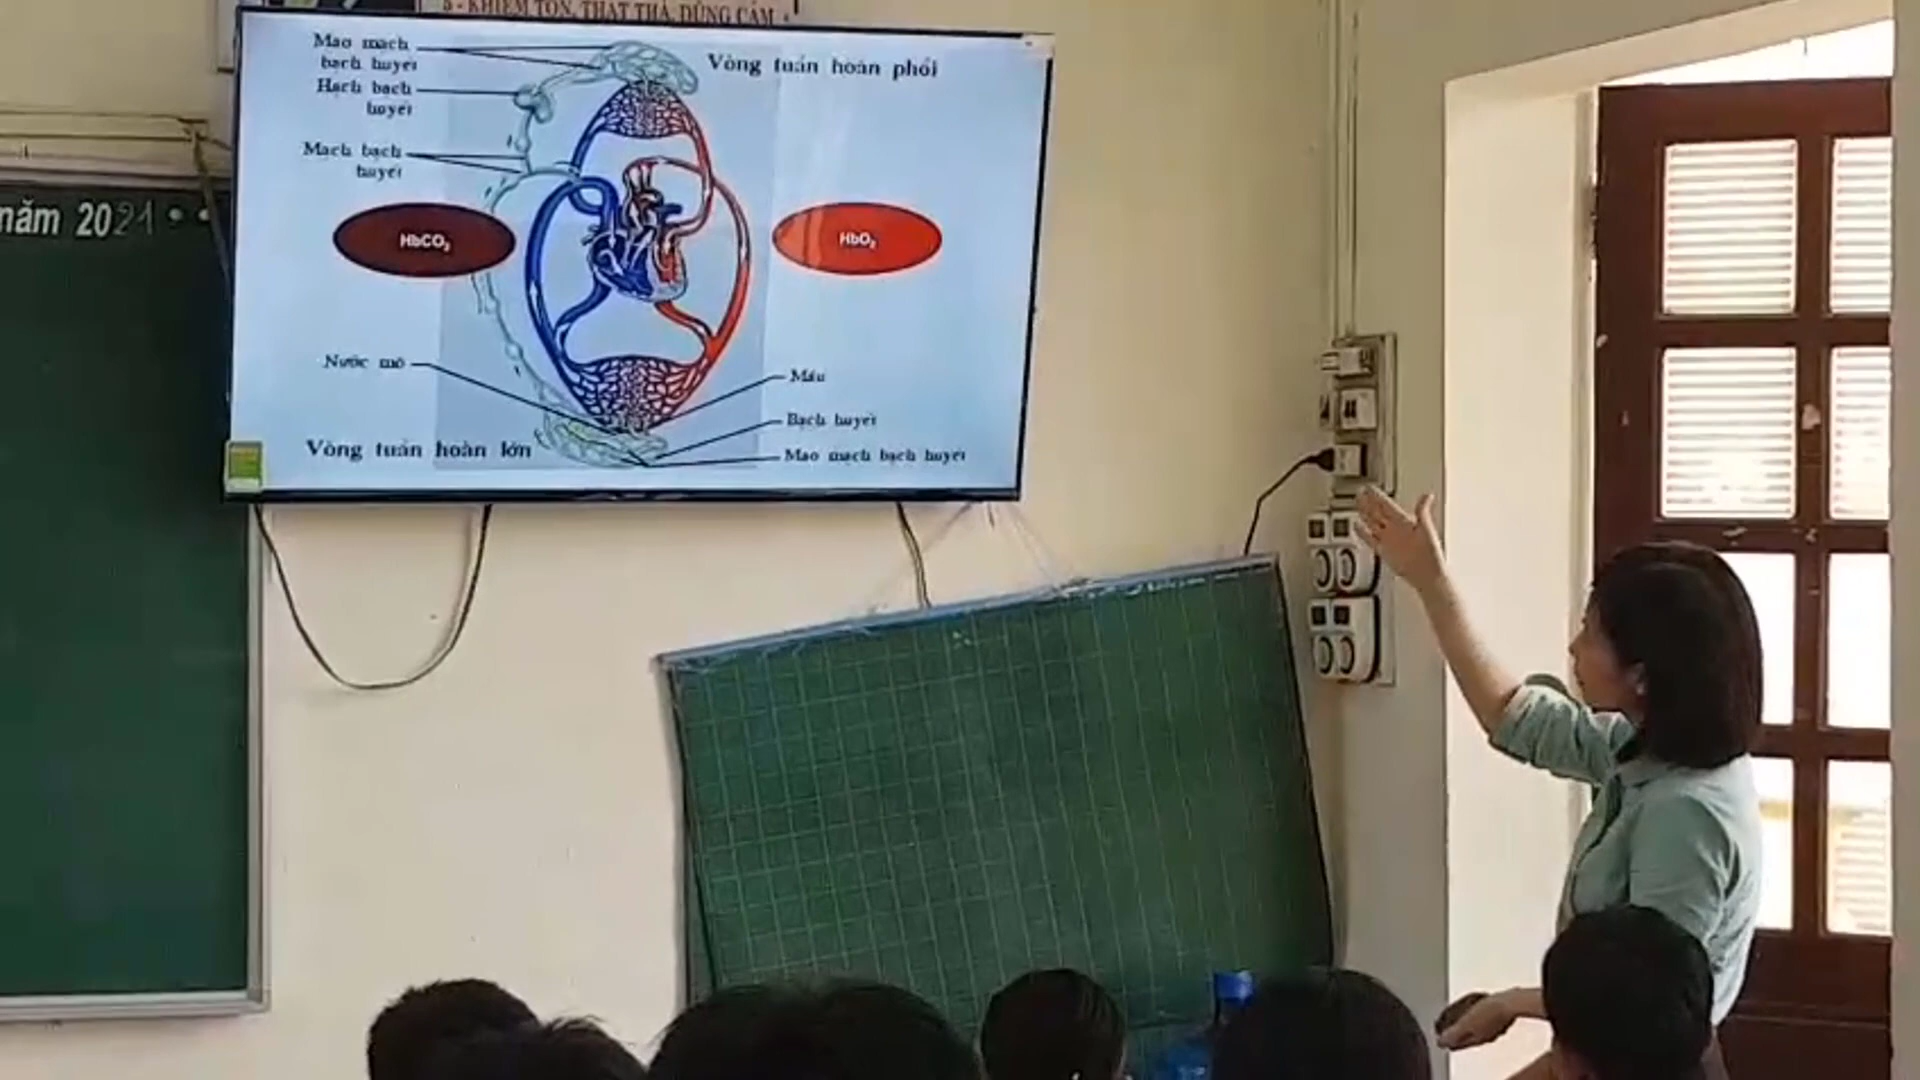 5 - KHIÊM TỐN, THẬT THÀ, DŨNG CẢM
Mao mạch
bạch huyết
Vòng tuần hoàn phổi
Hạch bạch
huyết
Mạch bạch
huyết
năm 2021
HbCO₂
HbO₂
Nước mô
Máu
Bạch huyết
Vòng tuần hoàn lớn
Mao mạch bạch huyết